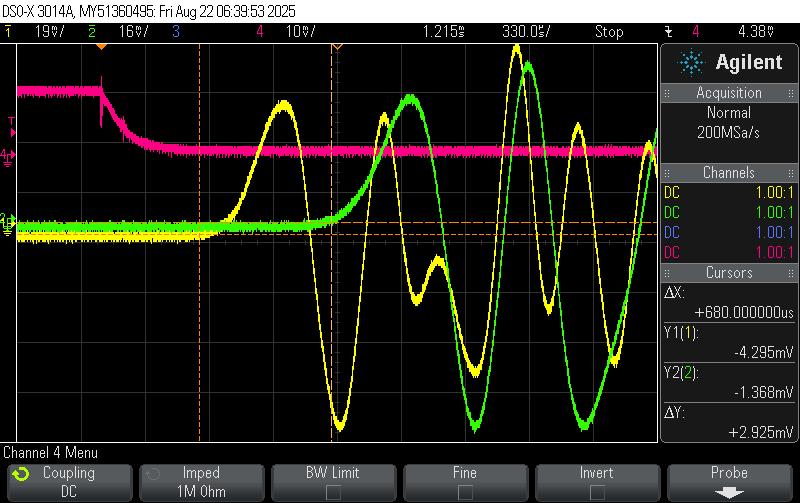 DSO-X 3014A, MY51360495: Fri Aug 22 06:39:53 2025
1 19♥/ 2 16♥/ 3 4 10♥/ 1.215s 330.0s/ Stop 4 4.38♥
Agilent
Acquisition
Normal
200MSa/s
Channels
DC 1.00:1
DC 1.00:1
DC 1.00:1
DC 1.00:1
Cursors
ΔX:
+680.000000us
Y1(1):
-4.295mV
Y2(2):
-1.368mV
ΔY:
+2.925mV
T
4
2
Channel 4 Menu
Coupling
DC
Imped
1M Ohm
BW Limit
Fine
Invert
Probe